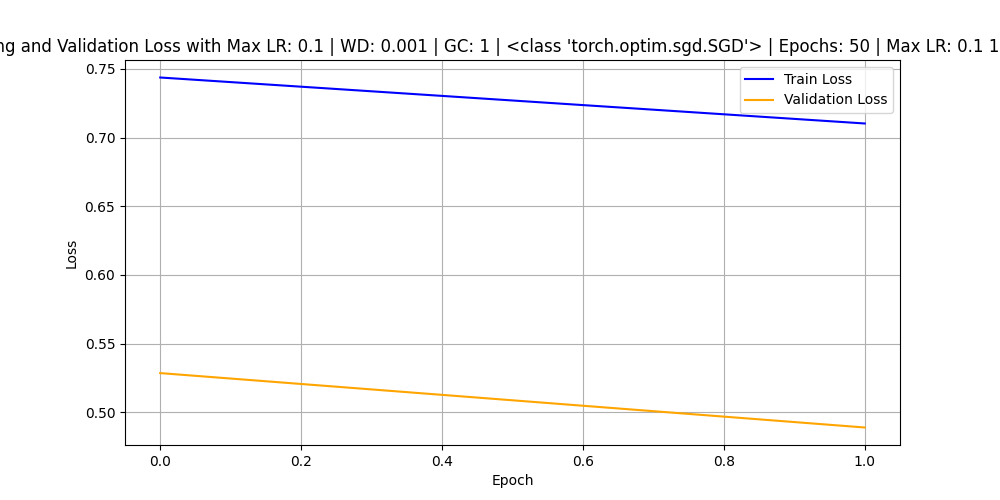 ng and Validation Loss with Max LR: 0.1 | WD: 0.001 | GC: 1 | <class 'torch.optim.sgd.SGD'> | Epochs: 50 | Max LR: 0.1 1
Train Loss
Validation Loss
0.75
0.70
0.65
0.60
0.55
0.50
Loss
0.0 0.2 0.4 0.6 0.8 1.0
Epoch